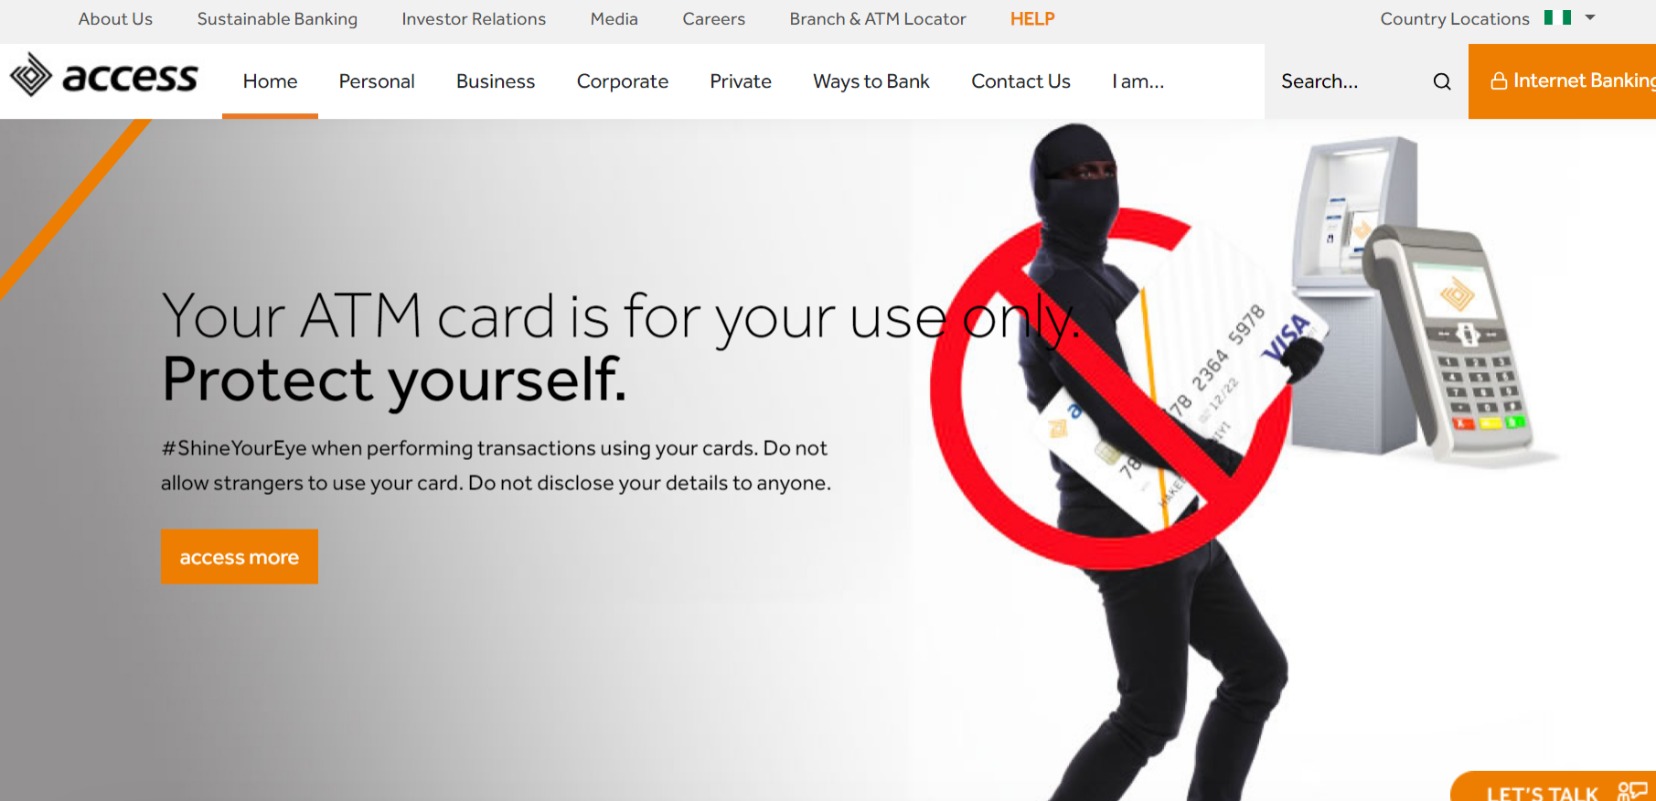 About Us Sustainable Banking Investor Relations Media Careers Branch & ATM Locator HELP Country Locations
access Home Personal Business Corporate Private Ways to Bank Contact Us I am... Search... Internet Banking
Your ATM card is for your use only.
Protect yourself.
#ShineYourEye when performing transactions using your cards. Do not
allow strangers to use your card. Do not disclose your details to anyone.
access more
78 2364 5978
12/22
VISA
LET'S TALK